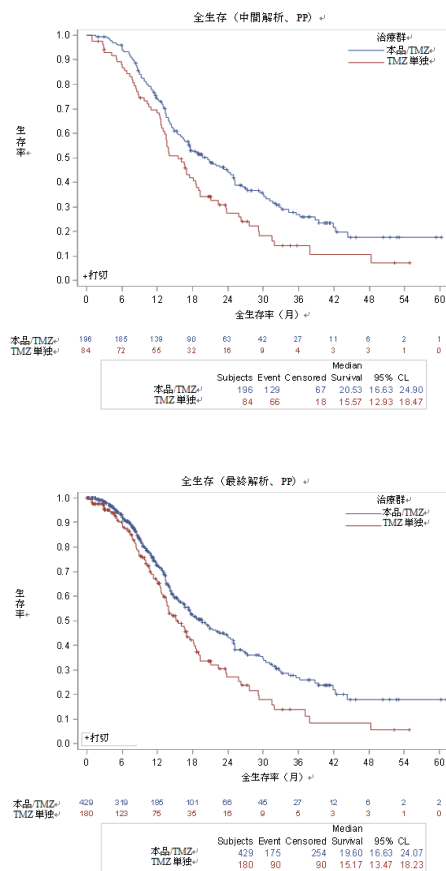 全生存（中間解析、PP）
治療群
本品/TMZ
TMZ 単独
1.0
0.9
0.8
0.7
0.6
0.5
0.4
0.3
0.2
0.1
0.0
生存率
+打切
0 6 12 18 24 30 36 42 48 54 60
全生存率（月）
本品/TMZ 196 185 139 90 63 42 27 11 6 2 1
TMZ 単独 84 72 55 32 16 9 4 3 3 1 0
Median
Subjects Event Censored Survival 95% CL
本品/TMZ 196 129 67 20.53 16.63 24.90
TMZ 単独 84 66 18 15.57 12.93 18.47
全生存（最終解析、PP）
治療群
本品/TMZ
TMZ 単独
1.0
0.9
0.8
0.7
0.6
0.5
0.4
0.3
0.2
0.1
0.0
生存率
+打切
0 6 12 18 24 30 36 42 48 54 60
全生存率（月）
本品/TMZ 429 319 185 101 66 45 27 12 6 2 2
TMZ 単独 180 123 75 35 16 9 5 3 3 1 0
Median
Subjects Event Censored Survival 95% CL
本品/TMZ 429 175 254 19.60 16.63 24.07
TMZ 単独 180 90 90 15.17 13.47 18.23